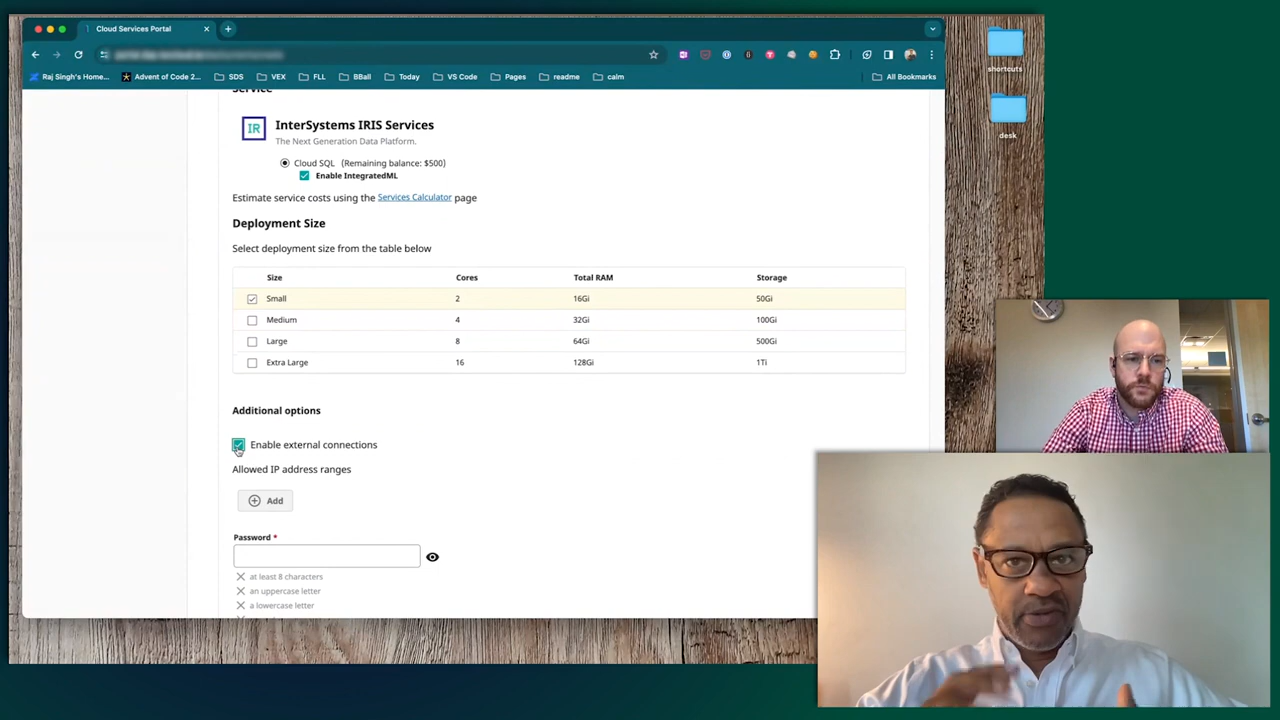 Cloud Services Portal
Raj Singh's Home...
Advent of Code 2...
SDS
VEX
FLL
BBall
Today
VS Code
Pages
readme
calm
All Bookmarks
shortcuts
desk
Service
IR
InterSystems IRIS Services
The Next Generation Data Platform.
Cloud SQL (Remaining balance: $500)
Enable IntegratedML
Estimate service costs using the Services Calculator page
Deployment Size
Select deployment size from the table below
Size Cores Total RAM Storage
Small 2 16Gi 50Gi
Medium 4 32Gi 100Gi
Large 8 64Gi 500Gi
Extra Large 16 128Gi 1Ti
Additional options
Enable external connections
Allowed IP address ranges
Add
Password *
at least 8 characters
an uppercase letter
a lowercase letter